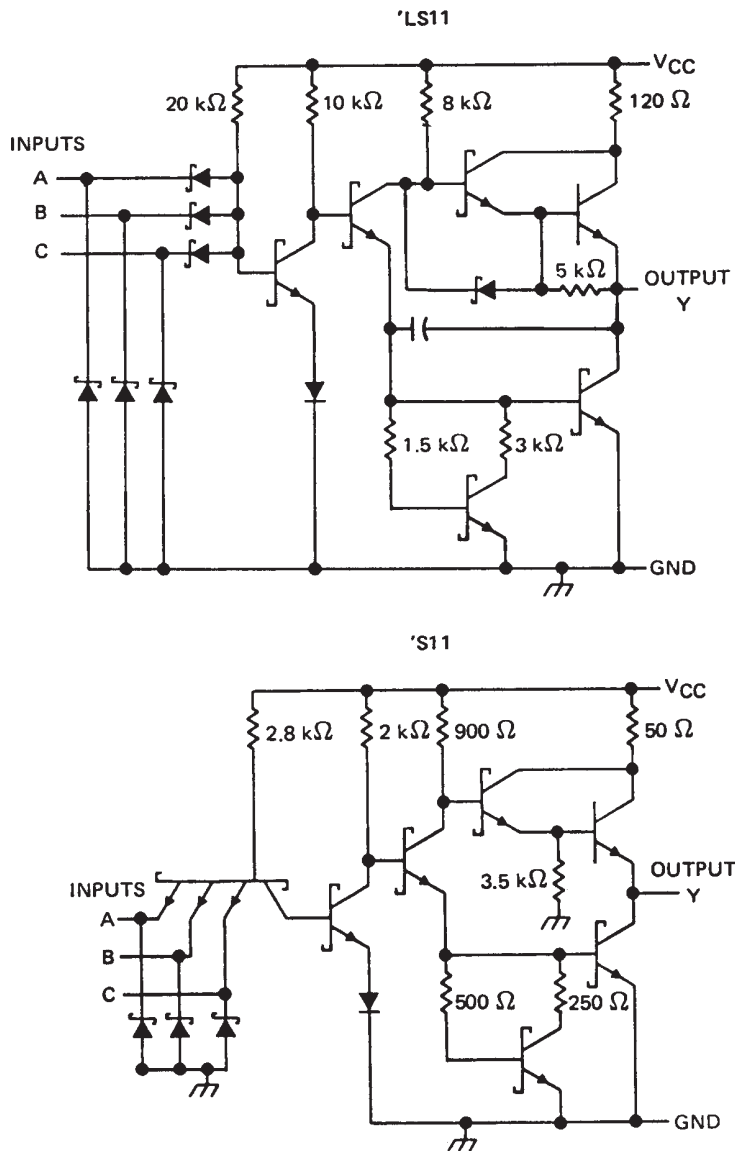 'LS11
VCC
20 kΩ
10 kΩ
8 kΩ
120 Ω
INPUTS
A
B
C
5 kΩ
OUTPUT
Y
1.5 kΩ
3 kΩ
GND
'S11
VCC
2.8 kΩ
2 kΩ
900 Ω
50 Ω
3.5 kΩ
INPUTS
OUTPUT
A
Y
B
C
500 Ω
250 Ω
GND